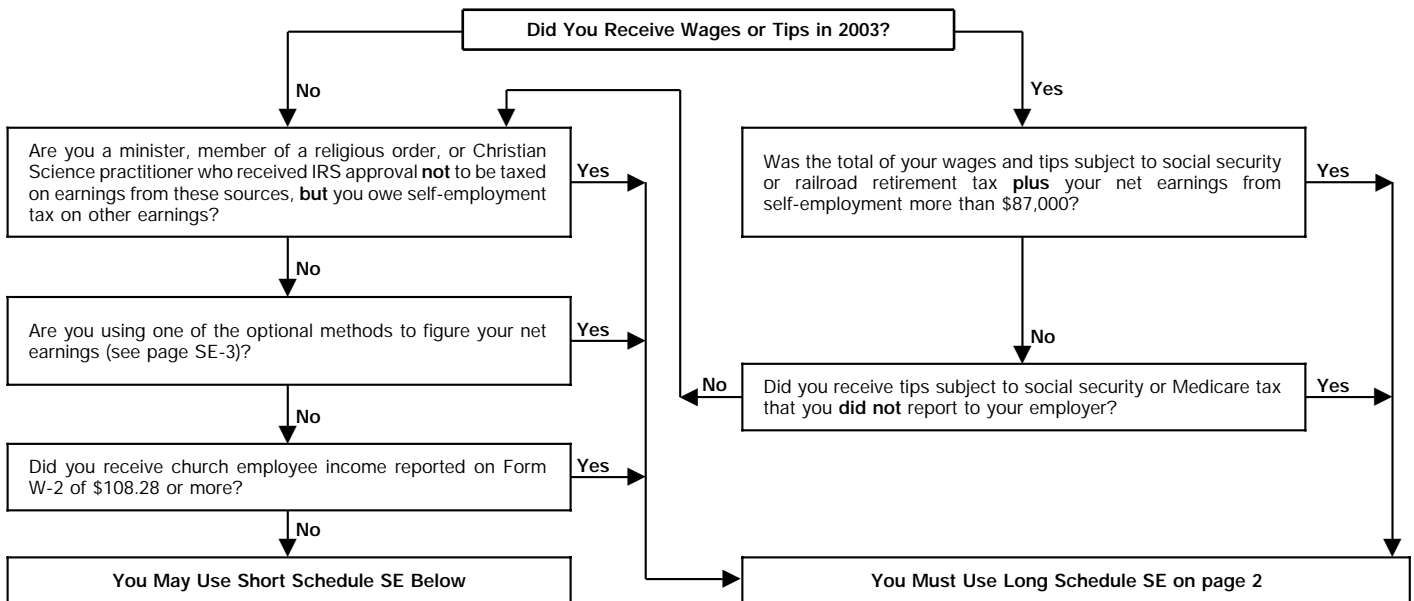 Did You Receive Wages or Tips in 2003?
No
Yes
Are you a minister, member of a religious order, or Christian
Science practitioner who received IRS approval not to be taxed
on earnings from these sources, but you owe self-employment
tax on other earnings?
Yes
Was the total of your wages and tips subject to social security
or railroad retirement tax plus your net earnings from
self-employment more than $87,000?
Yes
No
Are you using one of the optional methods to figure your net
earnings (see page SE-3)?
Yes
No
No
Did you receive tips subject to social security or Medicare tax
that you did not report to your employer?
Yes
No
Did you receive church employee income reported on Form
W-2 of $108.28 or more?
Yes
No
You May Use Short Schedule SE Below
You Must Use Long Schedule SE on page 2